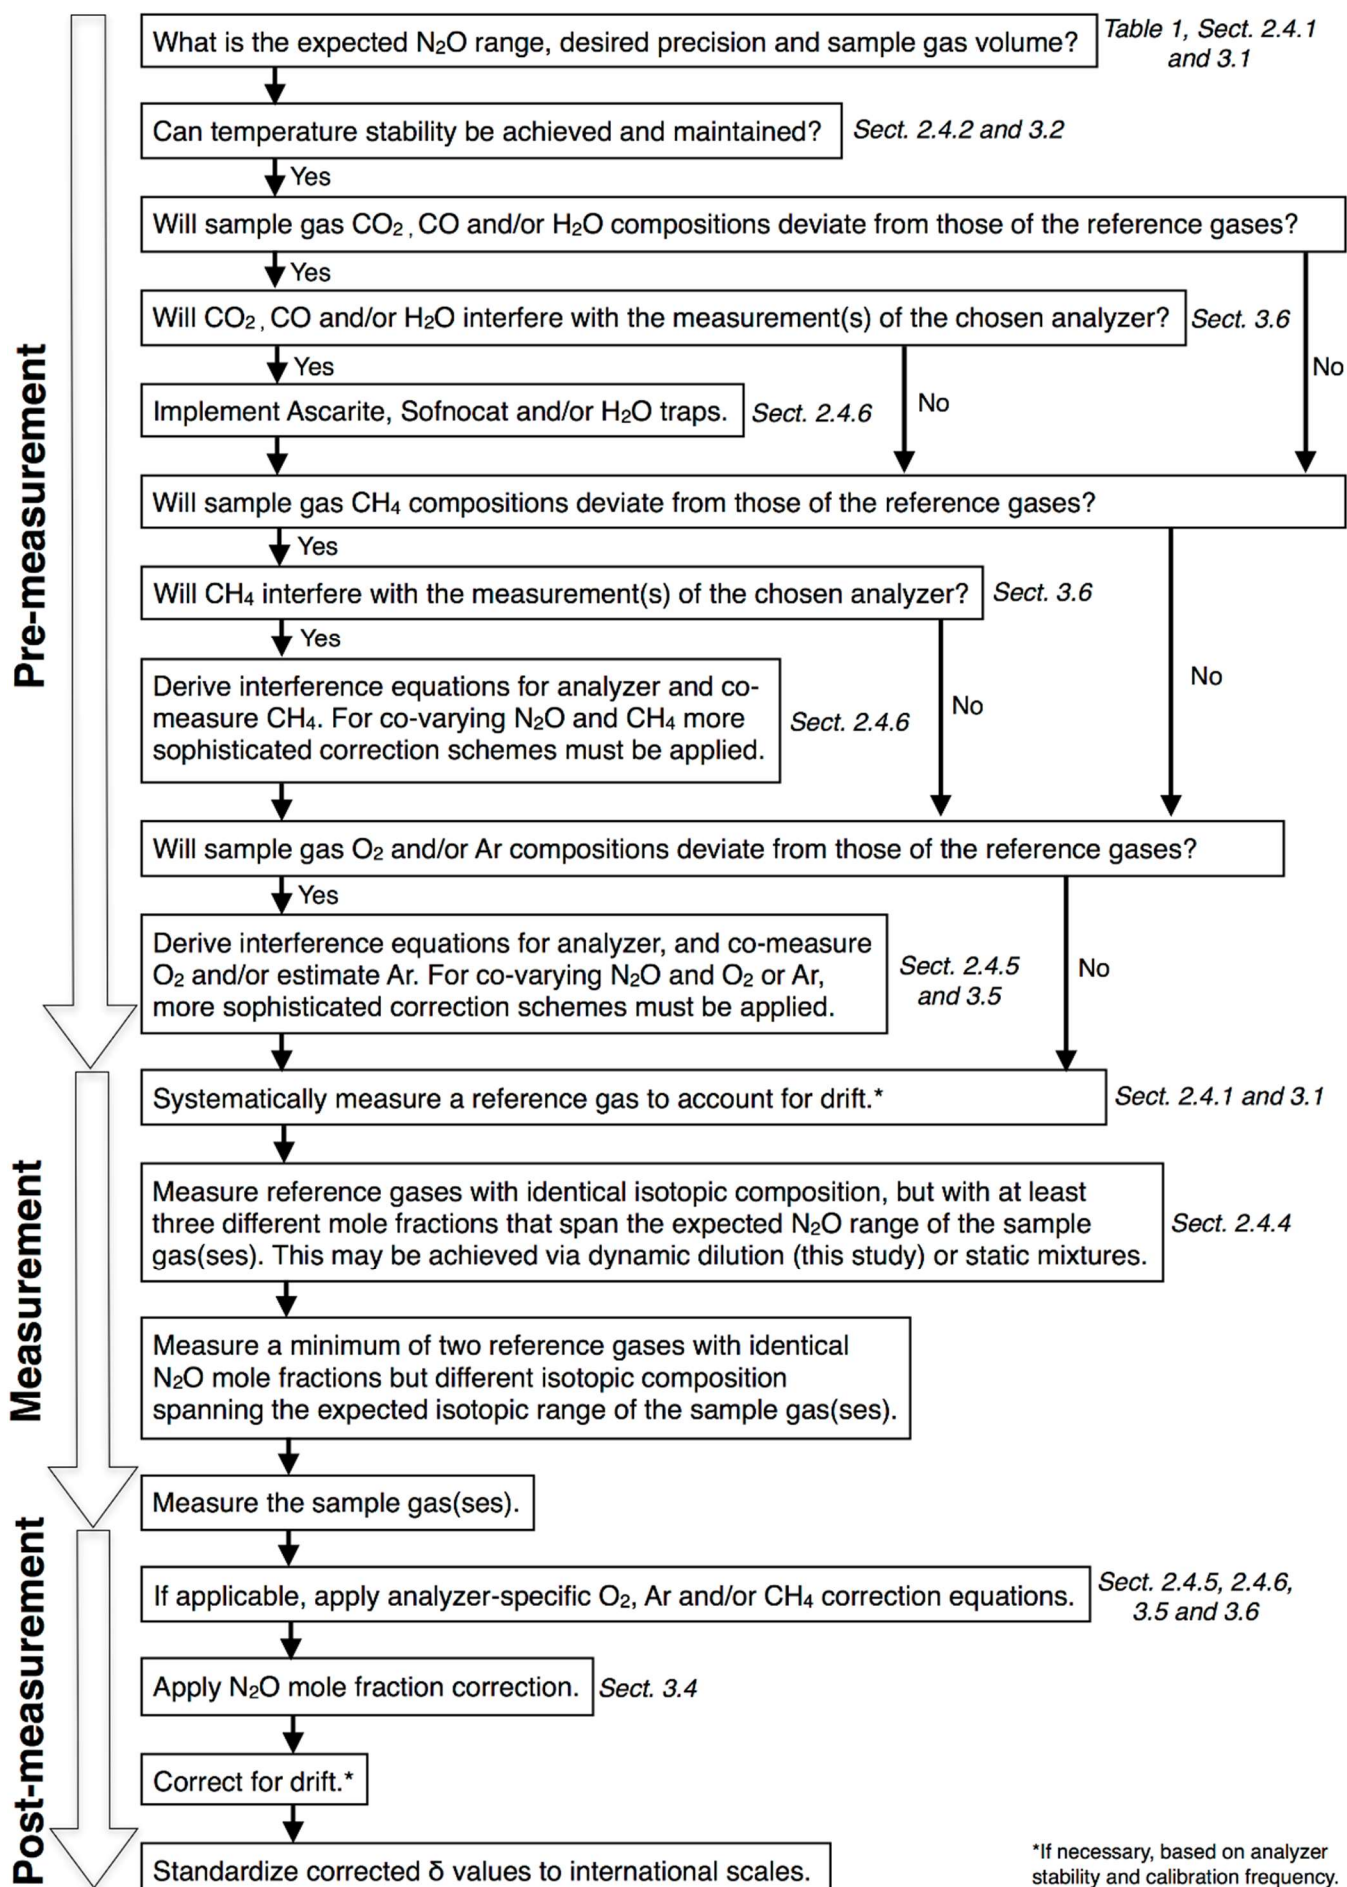 Pre-measurement
What is the expected N₂O range, desired precision and sample gas volume?
Table 1, Sect. 2.4.1
and 3.1
Can temperature stability be achieved and maintained?
Sect. 2.4.2 and 3.2
Yes
Will sample gas CO₂ , CO and/or H₂O compositions deviate from those of the reference gases?
Yes
No
Will CO₂ , CO and/or H₂O interfere with the measurement(s) of the chosen analyzer?
Sect. 3.6
Yes
No
Implement Ascarite, Sofnocat and/or H₂O traps.
Sect. 2.4.6
Will sample gas CH₄ compositions deviate from those of the reference gases?
Yes
No
Will CH₄ interfere with the measurement(s) of the chosen analyzer?
Sect. 3.6
Yes
No
Derive interference equations for analyzer and co-
measure CH₄. For co-varying N₂O and CH₄ more
sophisticated correction schemes must be applied.
Sect. 2.4.6
Will sample gas O₂ and/or Ar compositions deviate from those of the reference gases?
Yes
No
Derive interference equations for analyzer, and co-measure
O₂ and/or estimate Ar. For co-varying N₂O and O₂ or Ar,
more sophisticated correction schemes must be applied.
Sect. 2.4.5
and 3.5
Measurement
Systematically measure a reference gas to account for drift.*
Sect. 2.4.1 and 3.1
Measure reference gases with identical isotopic composition, but with at least
three different mole fractions that span the expected N₂O range of the sample
gas(ses). This may be achieved via dynamic dilution (this study) or static mixtures.
Sect. 2.4.4
Measure a minimum of two reference gases with identical
N₂O mole fractions but different isotopic composition
spanning the expected isotopic range of the sample gas(ses).
Measure the sample gas(ses).
Post-measurement
If applicable, apply analyzer-specific O₂, Ar and/or CH₄ correction equations.
Sect. 2.4.5, 2.4.6,
3.5 and 3.6
Apply N₂O mole fraction correction.
Sect. 3.4
Correct for drift.*
Standardize corrected δ values to international scales.
*If necessary, based on analyzer
stability and calibration frequency.